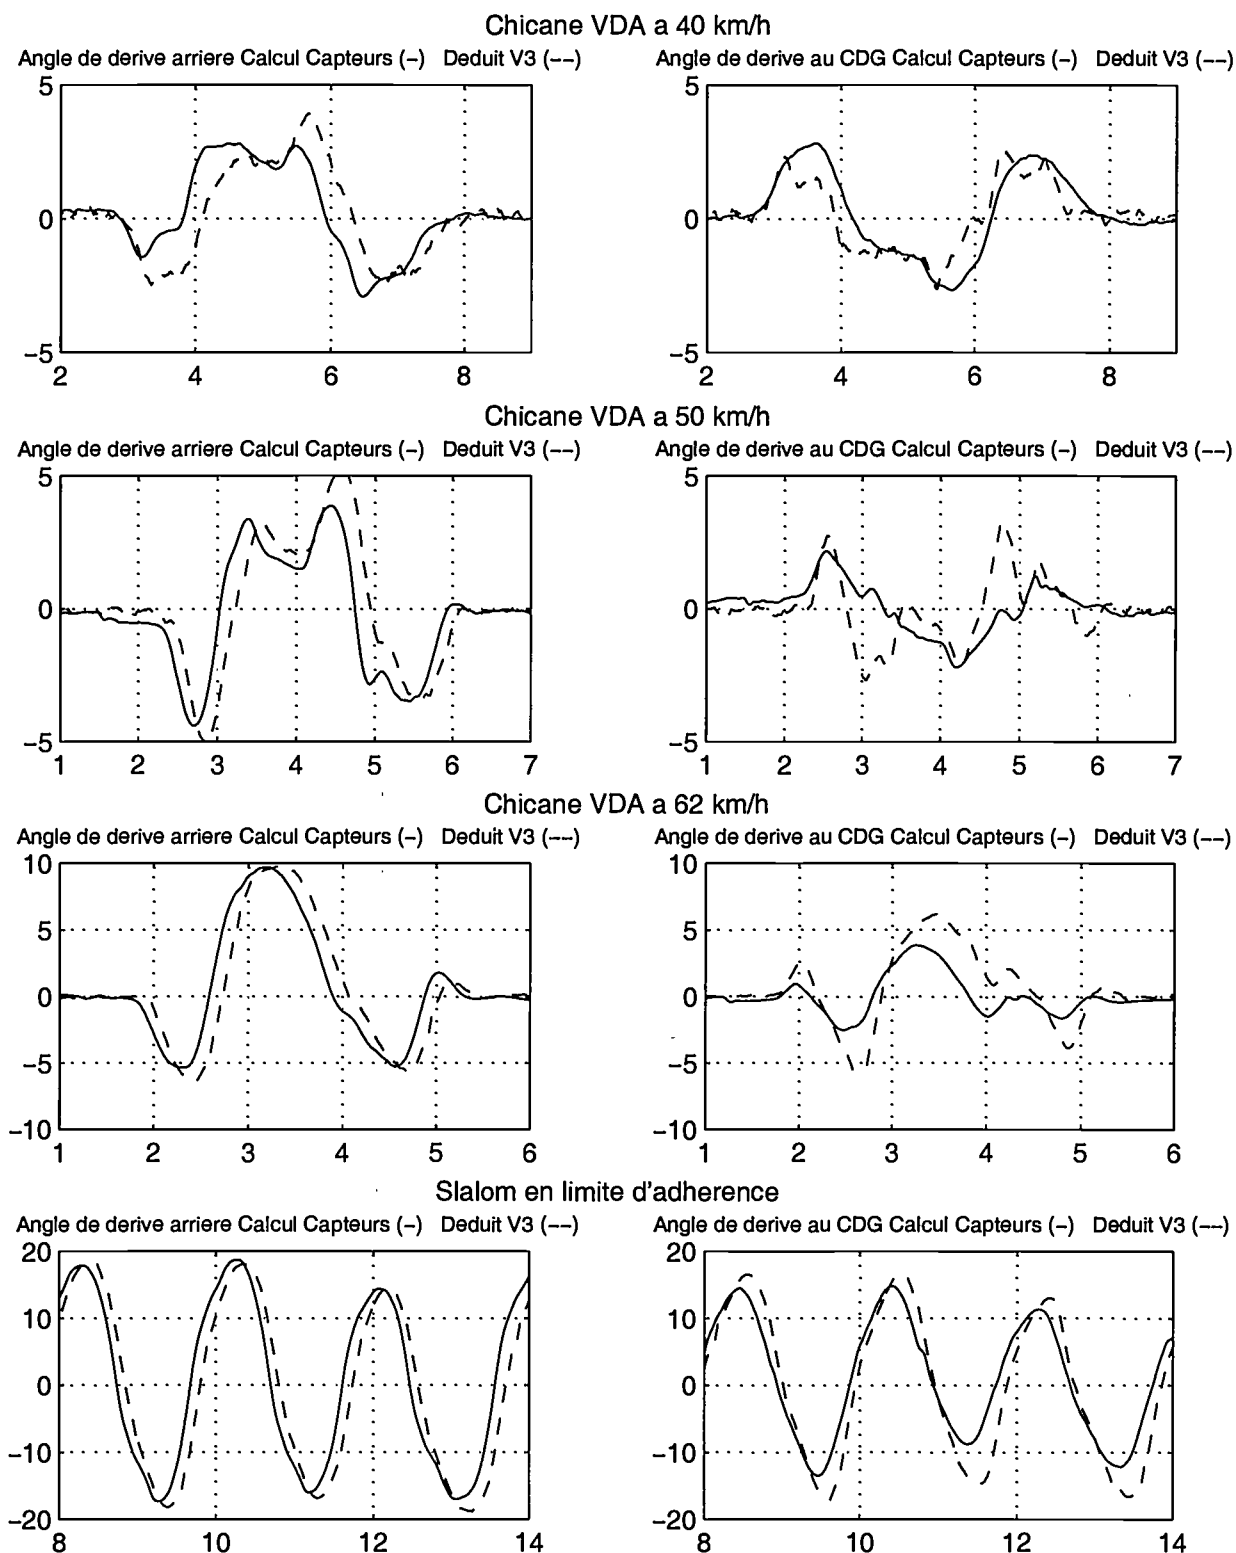 Chicane VDA a 40 km/h
Angle de derive arriere Calcul Capteurs (-) Deduit V3 (--)
Angle de derive au CDG Calcul Capteurs (-) Deduit V3 (--)
5
0
-5
2 4 6 8
5
0
-5
2 4 6 8
Chicane VDA a 50 km/h
Angle de derive arriere Calcul Capteurs (-) Deduit V3 (--)
Angle de derive au CDG Calcul Capteurs (-) Deduit V3 (--)
5
0
-5
1 2 3 4 5 6 7
5
0
-5
1 2 3 4 5 6 7
Chicane VDA a 62 km/h
Angle de derive arriere Calcul Capteurs (-) Deduit V3 (--)
Angle de derive au CDG Calcul Capteurs (-) Deduit V3 (--)
10
5
0
-5
-10
1 2 3 4 5 6
10
5
0
-5
-10
1 2 3 4 5 6
Slalom en limite d'adherence
Angle de derive arriere Calcul Capteurs (-) Deduit V3 (--)
Angle de derive au CDG Calcul Capteurs (-) Deduit V3 (--)
20
10
0
-10
-20
8 10 12 14
20
10
0
-10
-20
8 10 12 14